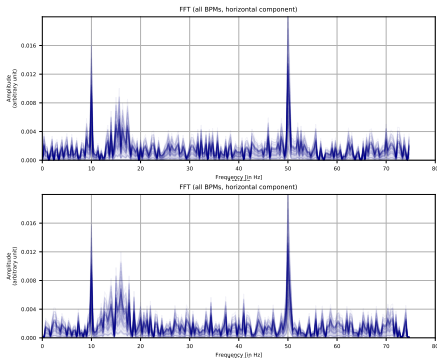 FFT (all BPMs, horizontal component)
0.016
0.012
0.008
0.004
0.000
Amplitude
(arbitrary unit)
0 10 20 30 40 50 60 70 80
Frequency [in Hz]
FFT (all BPMs, horizontal component)
0.016
0.012
0.008
0.004
0.000
Amplitude
(arbitrary unit)
0 10 20 30 40 50 60 70 80
Frequency [in Hz]